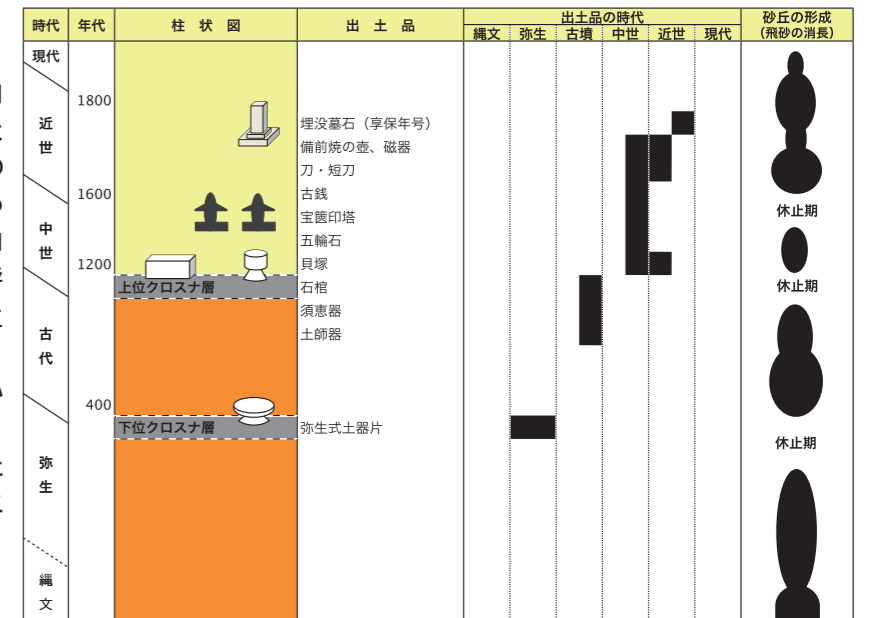 時代 年代 柱状図 出土品 出土品の時代 砂丘の形成
縄文 弥生 古墳 中世 近世 現代 (飛砂の消長)
現代
1800
近世
埋没墓石（享保年号）
備前焼の壺、磁器
刀・短刀
1600
古銭
宝篋印塔
休止期
中世
五輪石
1200
貝塚
休止期
上位クロスナ層
石棺
須恵器
古代
土師器
400
下位クロスナ層
弥生式土器片
休止期
弥生
縄文